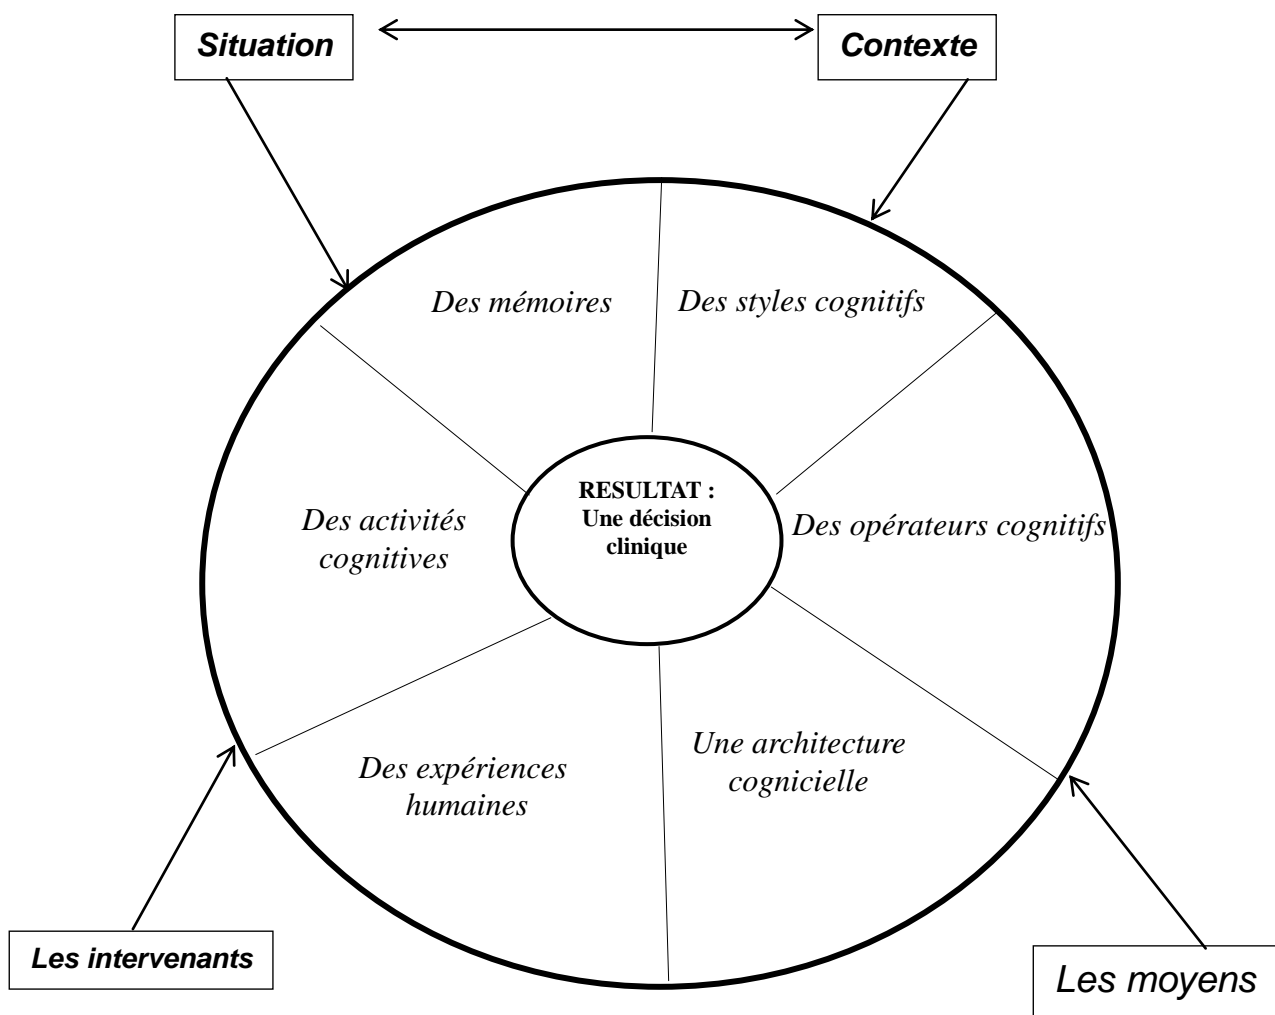 Situation
Contexte
Des mémoires
Des styles cognitifs
RESULTAT :
Une décision
clinique
Des activités
cognitives
Des opérateurs cognitifs
Des expériences
humaines
Une architecture
cognicielle
Les intervenants
Les moyens